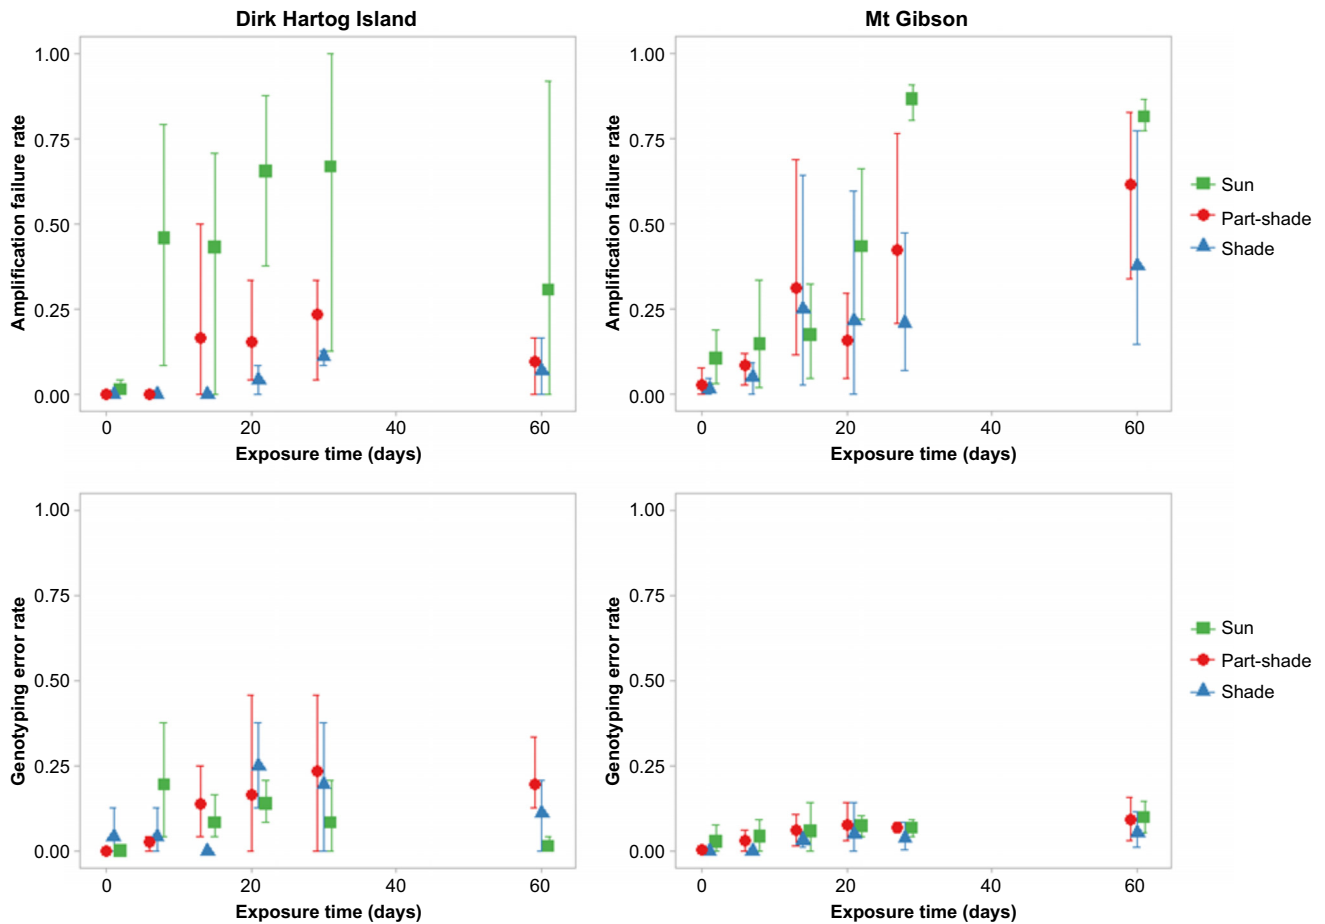 Dirk Hartog Island
Mt Gibson
Amplification failure rate
1.00
0.75
0.50
0.25
0.00
0 20 40 60
Exposure time (days)
Amplification failure rate
1.00
0.75
0.50
0.25
0.00
0 20 40 60
Exposure time (days)
Sun
Part-shade
Shade
Genotyping error rate
1.00
0.75
0.50
0.25
0.00
0 20 40 60
Exposure time (days)
Genotyping error rate
1.00
0.75
0.50
0.25
0.00
0 20 40 60
Exposure time (days)
Sun
Part-shade
Shade